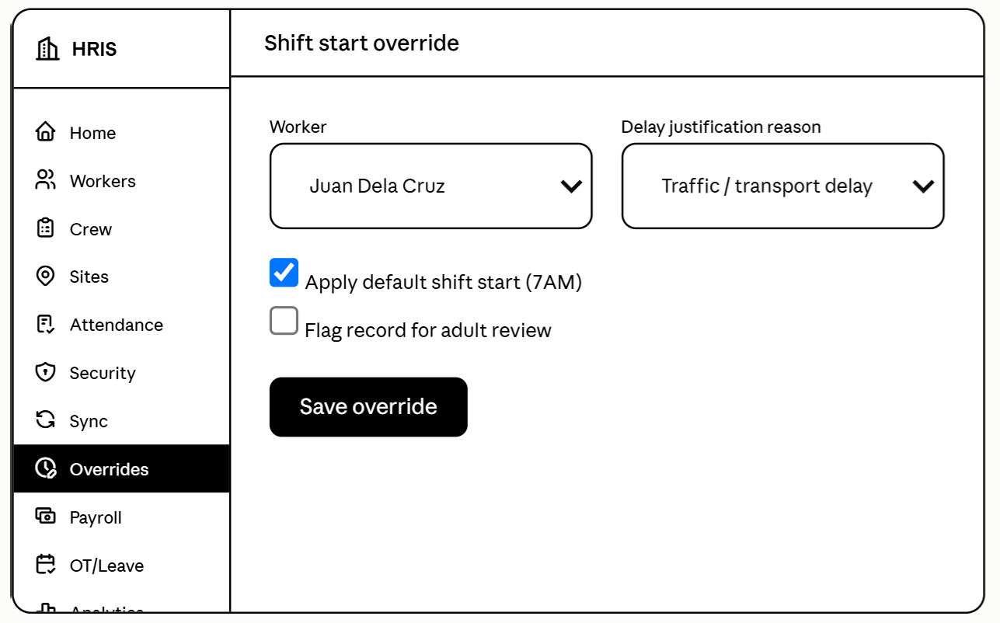 HRIS
Home
Workers
Crew
Sites
Attendance
Security
Sync
Overrides
Payroll
OT/Leave
Analytics
Shift start override
Worker
Delay justification reason
Juan Dela Cruz
Traffic / transport delay
Apply default shift start (7AM)
Flag record for adult review
Save override